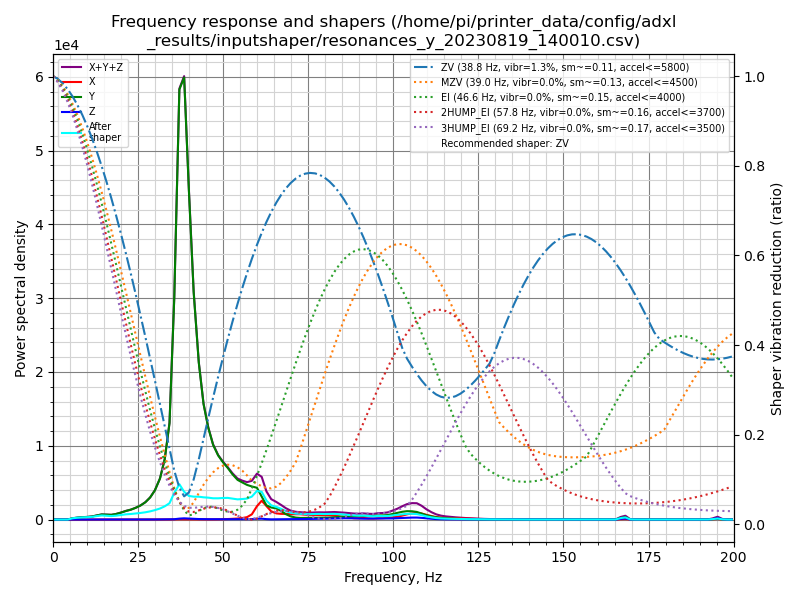 Frequency response and shapers (/home/pi/printer_data/config/adxl
_results/inputshaper/resonances_y_20230819_140010.csv)
1e4
X+Y+Z
X
Y
Z
After
shaper
ZV (38.8 Hz, vibr=1.3%, sm~=0.11, accel<=5800)
MZV (39.0 Hz, vibr=0.0%, sm~=0.13, accel<=4500)
EI (46.6 Hz, vibr=0.0%, sm~=0.15, accel<=4000)
2HUMP_EI (57.8 Hz, vibr=0.0%, sm~=0.16, accel<=3700)
3HUMP_EI (69.2 Hz, vibr=0.0%, sm~=0.17, accel<=3500)
Recommended shaper: ZV
Power spectral density
6
5
4
3
2
1
0
1.0
0.8
0.6
0.4
0.2
0.0
Shaper vibration reduction (ratio)
0 25 50 75 100 125 150 175 200
Frequency, Hz